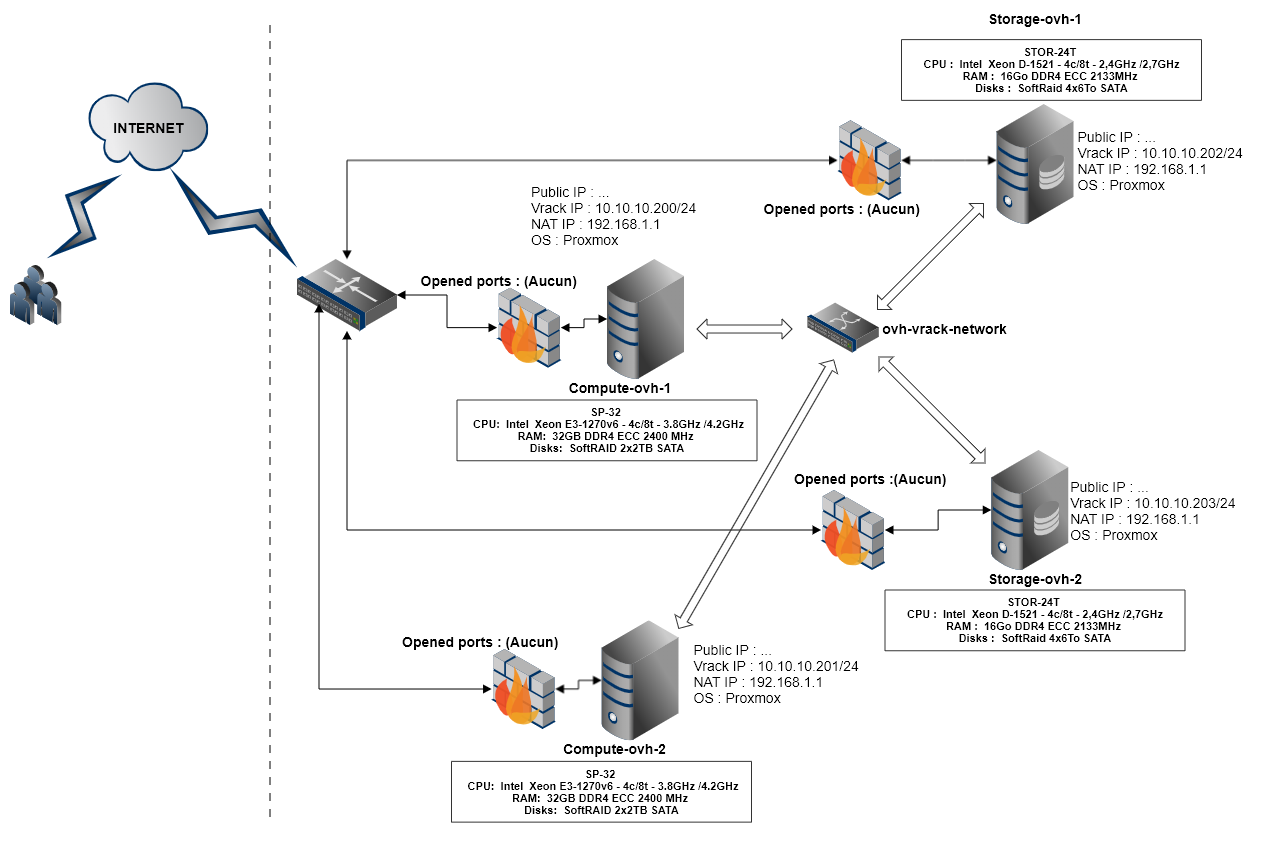 Storage-ovh-1
STOR-24T
CPU : Intel Xeon D-1521 - 4c/8t - 2,4GHz /2,7GHz
RAM : 16Go DDR4 ECC 2133MHz
Disks : SoftRaid 4x6To SATA
INTERNET
Public IP : ...
Vrack IP : 10.10.10.202/24
NAT IP : 192.168.1.1
OS : Proxmox
Opened ports : (Aucun)
Public IP : ...
Vrack IP : 10.10.10.200/24
NAT IP : 192.168.1.1
OS : Proxmox
Opened ports : (Aucun)
ovh-vrack-network
Compute-ovh-1
SP-32
CPU: Intel Xeon E3-1270v6 - 4c/8t - 3.8GHz /4.2GHz
RAM: 32GB DDR4 ECC 2400 MHz
Disks: SoftRAID 2x2TB SATA
Opened ports :(Aucun)
Public IP : ...
Vrack IP : 10.10.10.203/24
NAT IP : 192.168.1.1
OS : Proxmox
Storage-ovh-2
STOR-24T
CPU : Intel Xeon D-1521 - 4c/8t - 2,4GHz /2,7GHz
RAM : 16Go DDR4 ECC 2133MHz
Disks : SoftRaid 4x6To SATA
Opened ports : (Aucun)
Public IP : ...
Vrack IP : 10.10.10.201/24
NAT IP : 192.168.1.1
OS : Proxmox
Compute-ovh-2
SP-32
CPU: Intel Xeon E3-1270v6 - 4c/8t - 3.8GHz /4.2GHz
RAM: 32GB DDR4 ECC 2400 MHz
Disks: SoftRAID 2x2TB SATA